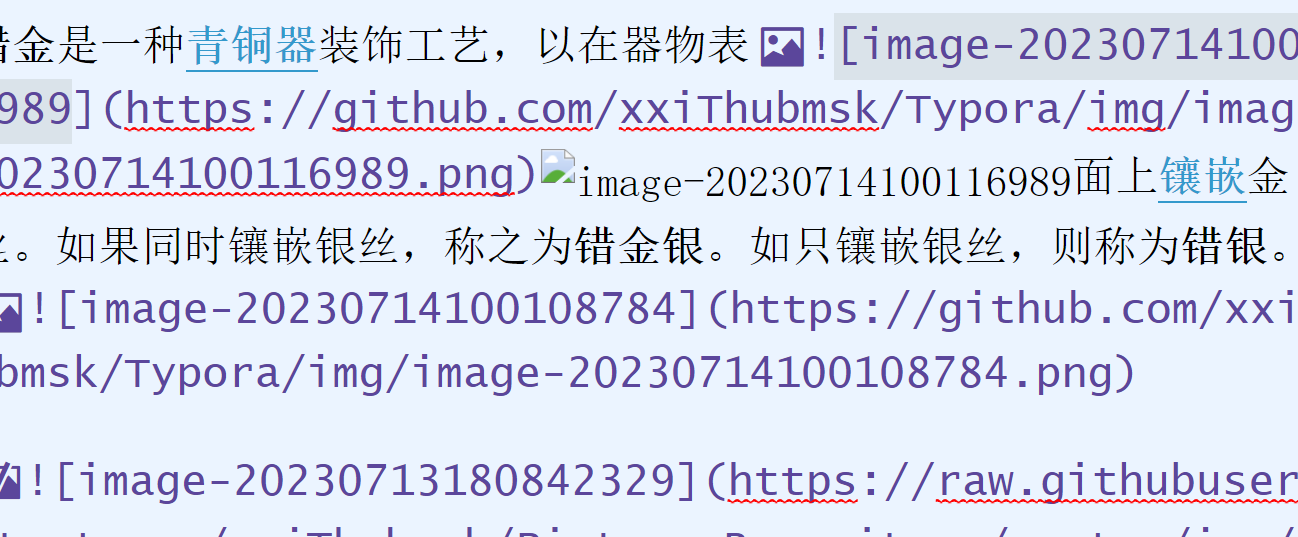 错金是一种青铜器装饰工艺，以在器物表![image-20230714100
989](https://github.com/xxiThubmsk/Typora/img/imag
02307141001 16989.png)image-20230714100116989面上镶嵌金
丝。如果同时镶嵌银丝，称之为错金银。如只镶嵌银丝，则称为错银。
![image-20230714100108784](https://github.com/xxi
bmsk/Typora/img/image-20230714100108784.png)
![image-20230713180842329](https://raw.githubuser